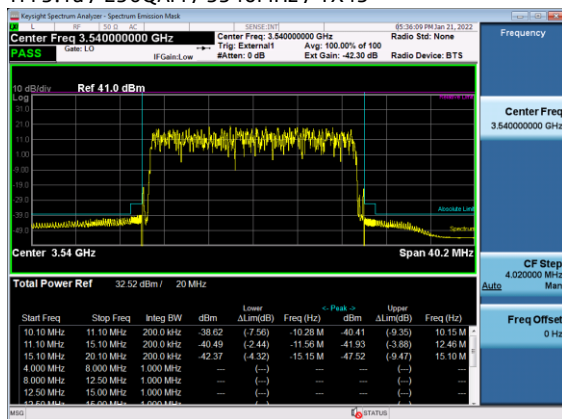 Keysight Spectrum Analyzer - Spectrum Emission Mask
L RF 50 Ω AC SENSE:INT 05:36:09 PM Jan 21, 2022
Center Freq 3.540000000 GHz Center Freq: 3.540000000 GHz Radio Std: None
PASS Gate: LO Trig: External1 Avg: 100.00% of 100
IFGain:Low #Atten: 0 dB Ext Gain: -42.30 dB Radio Device: BTS
Frequency
10 dB/div Ref 41.0 dBm
Log
31.0
21.0
11.0
1.00
-9.00
-19.0
-29.0
-39.0
-49.0
Absolute Limit
Spectrum
Center 3.54 GHz Span 40.2 MHz
Center Freq
3.540000000 GHz
CF Step
4.020000 MHz
Auto Man
Freq Offset
0 Hz
Total Power Ref 32.52 dBm / 20 MHz
Lower <- Peak -> Upper
Start Freq Stop Freq Integ BW dBm ΔLim(dB) Freq (Hz) dBm ΔLim(dB) Freq (Hz)
10.10 MHz 11.10 MHz 200.0 kHz -38.62 (-7.56) -10.28 M -40.41 (-9.35) 10.15 M
11.10 MHz 15.10 MHz 200.0 kHz -40.49 (-2.44) -11.56 M -41.93 (-3.88) 12.46 M
15.10 MHz 20.10 MHz 200.0 kHz -42.37 (-4.32) -15.15 M -47.52 (-9.47) 15.10 M
4.000 MHz 8.000 MHz 1.000 MHz --- (---) --- --- (---) ---
8.000 MHz 12.50 MHz 1.000 MHz --- (---) --- --- (---) ---
12.50 MHz 15.00 MHz 1.000 MHz --- (---) --- --- (---) ---
MSG STATUS